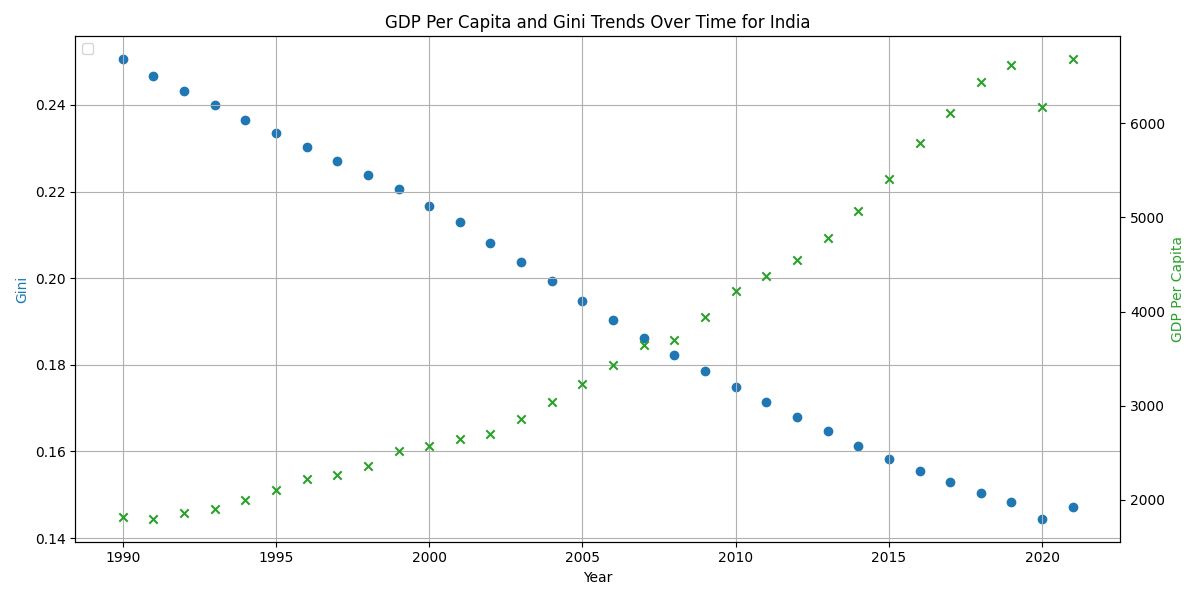 GDP Per Capita and Gini Trends Over Time for India
0.24
0.22
0.20
0.18
0.16
0.14
Gini
6000
5000
4000
3000
2000
GDP Per Capita
1990 1995 2000 2005 2010 2015 2020
Year